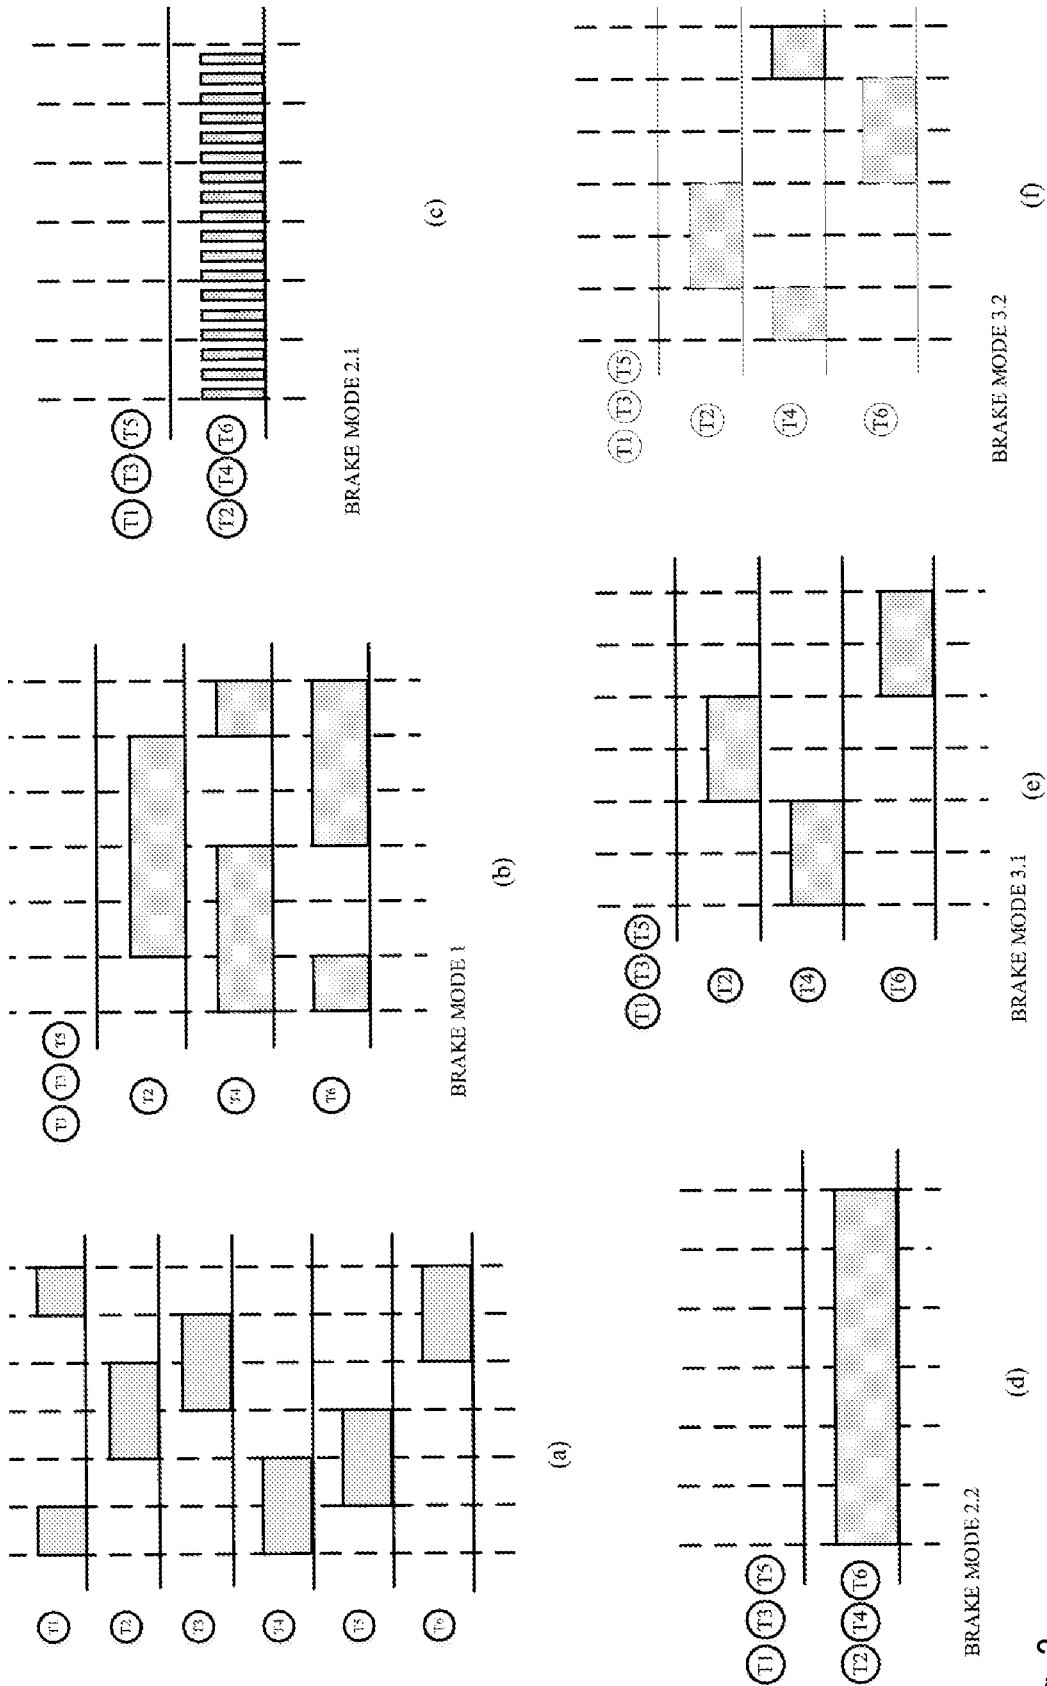 T1
T2
T3
T4
T5
T6
(a)
T1 T3 T5
T2
T4
T6
BRAKE MODE 1
(b)
T1 T3 T5
T2 T4 T6
BRAKE MODE 2.1
(c)
T1 T3 T5
T2 T4 T6
BRAKE MODE 2.2
(d)
T1 T3 T5
T2
T4
T6
BRAKE MODE 3.1
(e)
T1 T3 T5
T2
T4
T6
BRAKE MODE 3.2
(f)
2